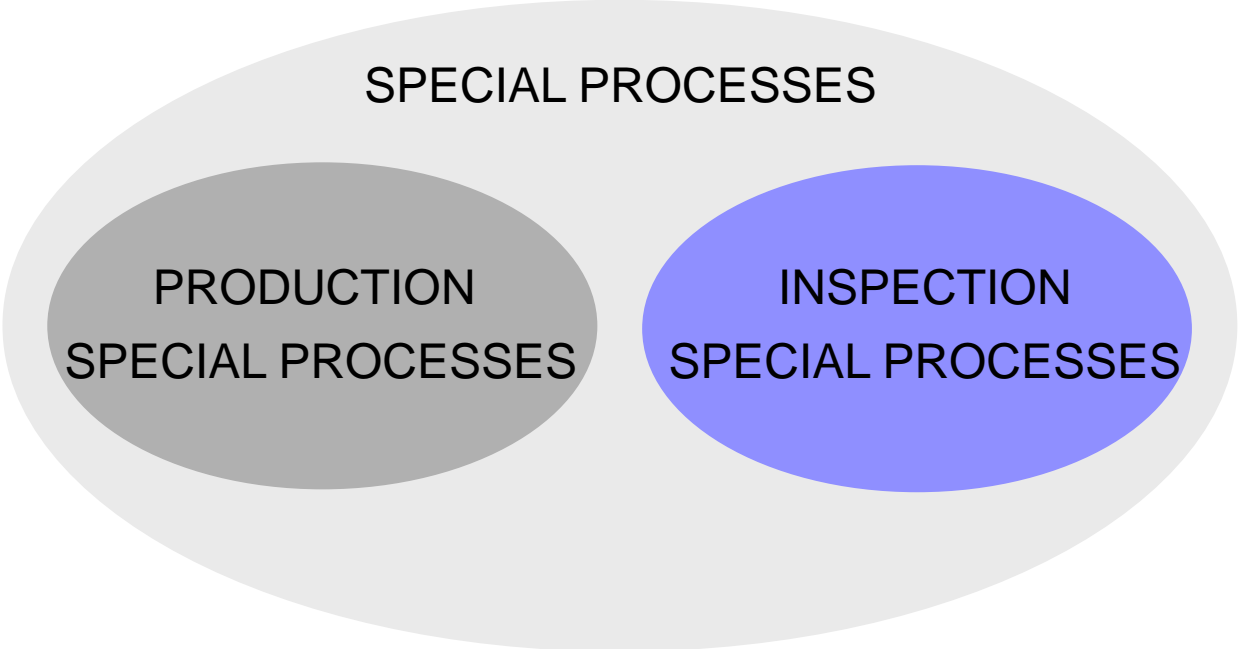 SPECIAL PROCESSES
PRODUCTION
SPECIAL PROCESSES
INSPECTION
SPECIAL PROCESSES